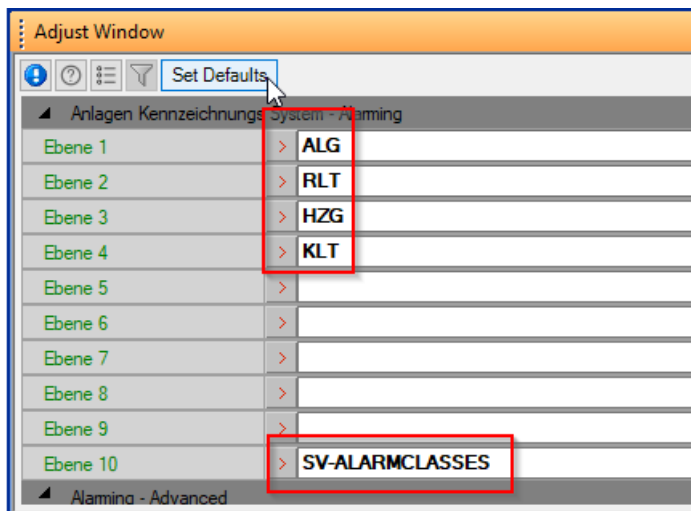 Adjust Window
Set Defaults
Anlagen Kennzeichnungs System - Alarming
Ebene 1 > ALG
Ebene 2 > RLT
Ebene 3 > HZG
Ebene 4 > KLT
Ebene 5 >
Ebene 6 >
Ebene 7 >
Ebene 8 >
Ebene 9 >
Ebene 10 > SV-ALARMCLASSES
Alarming - Advanced